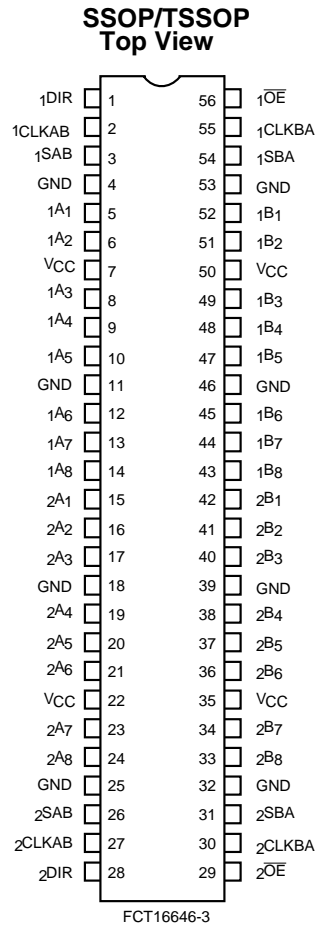 SSOP/TSSOP
Top View
1DIR 1 56 1O̅E̅
1CLKAB 2 55 1CLKBA
1SAB 3 54 1SBA
GND 4 53 GND
1A1 5 52 1B1
1A2 6 51 1B2
VCC 7 50 VCC
1A3 8 49 1B3
1A4 9 48 1B4
1A5 10 47 1B5
GND 11 46 GND
1A6 12 45 1B6
1A7 13 44 1B7
1A8 14 43 1B8
2A1 15 42 2B1
2A2 16 41 2B2
2A3 17 40 2B3
GND 18 39 GND
2A4 19 38 2B4
2A5 20 37 2B5
2A6 21 36 2B6
VCC 22 35 VCC
2A7 23 34 2B7
2A8 24 33 2B8
GND 25 32 GND
2SAB 26 31 2SBA
2CLKAB 27 30 2CLKBA
2DIR 28 29 2O̅E̅
FCT16646-3